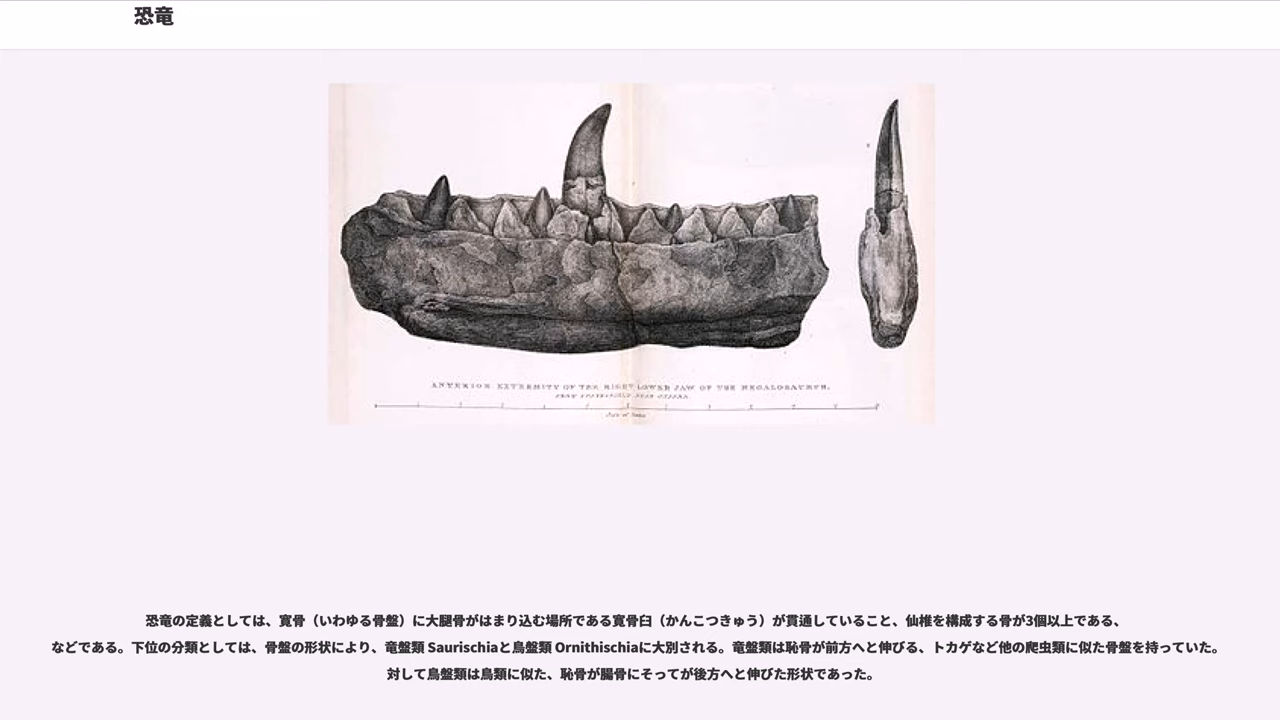 恐竜
ANTERIOR EXTREMITY OF THE RIGHT LOWER JAW OF THE MEGALOSAURUS,
恐竜の定義としては、寛骨（いわゆる骨盤）に大腿骨がはまり込む場所である寛骨臼（かんこつきゅう）が貫通していること、仙椎を構成する骨が3個以上である、
などである。下位の分類としては、骨盤の形状により、竜盤類 Saurischiaと鳥盤類 Ornithischiaに大別される。竜盤類は恥骨が前方へと伸びる、トカゲなど他の爬虫類に似た骨盤を持っていた。
対して鳥盤類は鳥類に似た、恥骨が腸骨にそってが後方へと伸びた形状であった。